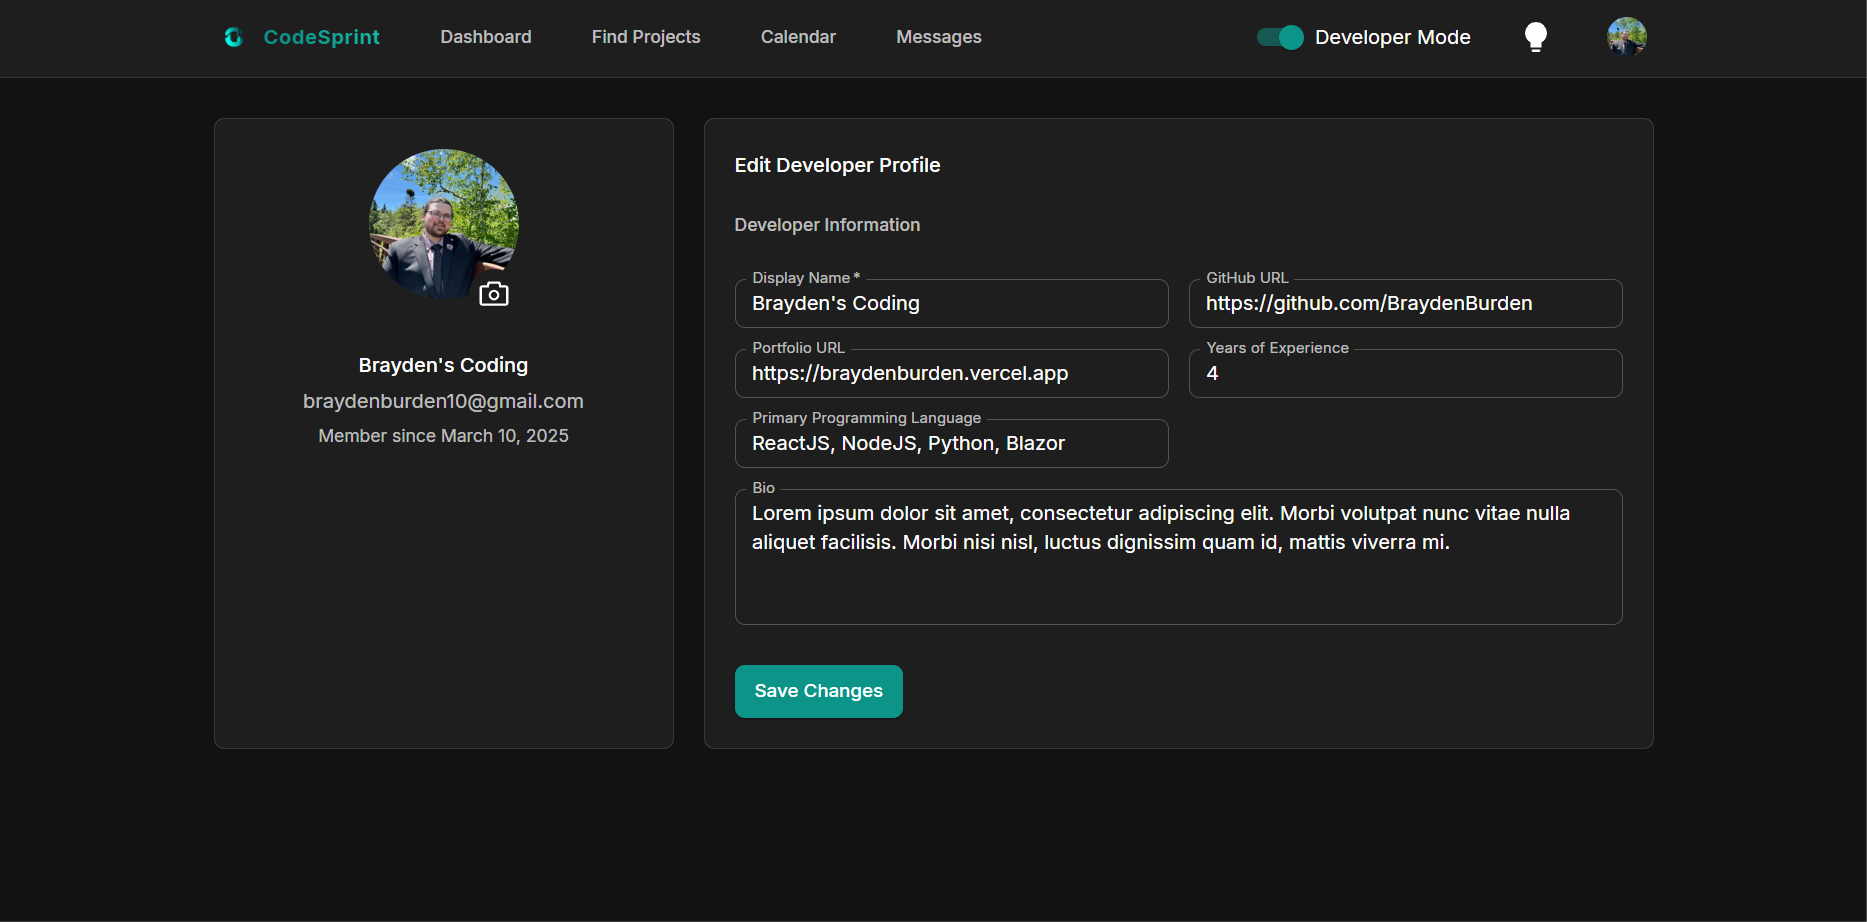 CodeSprint
Dashboard
Find Projects
Calendar
Messages
Developer Mode
Brayden's Coding
braydenburden10@gmail.com
Member since March 10, 2025
Edit Developer Profile
Developer Information
Display Name *
Brayden's Coding
GitHub URL
https://github.com/BraydenBurden
Portfolio URL
https://braydenburden.vercel.app
Years of Experience
4
Primary Programming Language
ReactJS, NodeJS, Python, Blazor
Bio
Lorem ipsum dolor sit amet, consectetur adipiscing elit. Morbi volutpat nunc vitae nulla
aliquet facilisis. Morbi nisi nisl, luctus dignissim quam id, mattis viverra mi.
Save Changes